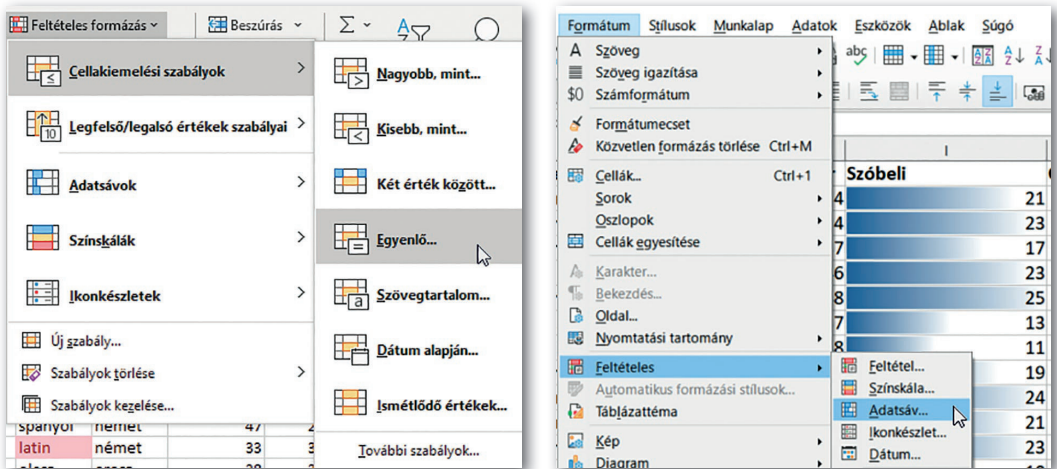 Feltételes formázás
Beszúrás
Cellakiemelési szabályok
Legfelső/legalsó értékek szabályai
Adatsávok
Színskálák
Ikonkészletek
Új szabály...
Szabályok törlése
Szabályok kezelése...
Nagyobb, mint...
Kisebb, mint...
Két érték között...
Egyenlő...
Szövegtartalom...
Dátum alapján...
Ismétlődő értékek...
További szabályok...
spanyol német 47
latin német 33
Formátum Stílusok Munkalap Adatok Eszközök Ablak Súgó
Szöveg
Szöveg igazítása
Számformátum
Formátumecset
Közvetlen formázás törlése Ctrl+M
Cellák... Ctrl+1
Sorok
Oszlopok
Cellák egyesítése
Karakter...
Bekezdés...
Oldal...
Nyomtatási tartomány
Feltételes
Automatikus formázási stílusok...
Táblázattéma
Kép
Diagram
Feltétel...
Színskála...
Adatsáv...
Ikonkészlet...
Dátum...
I
Szóbeli
21
23
17
23
25
13
11
19
24
21
23